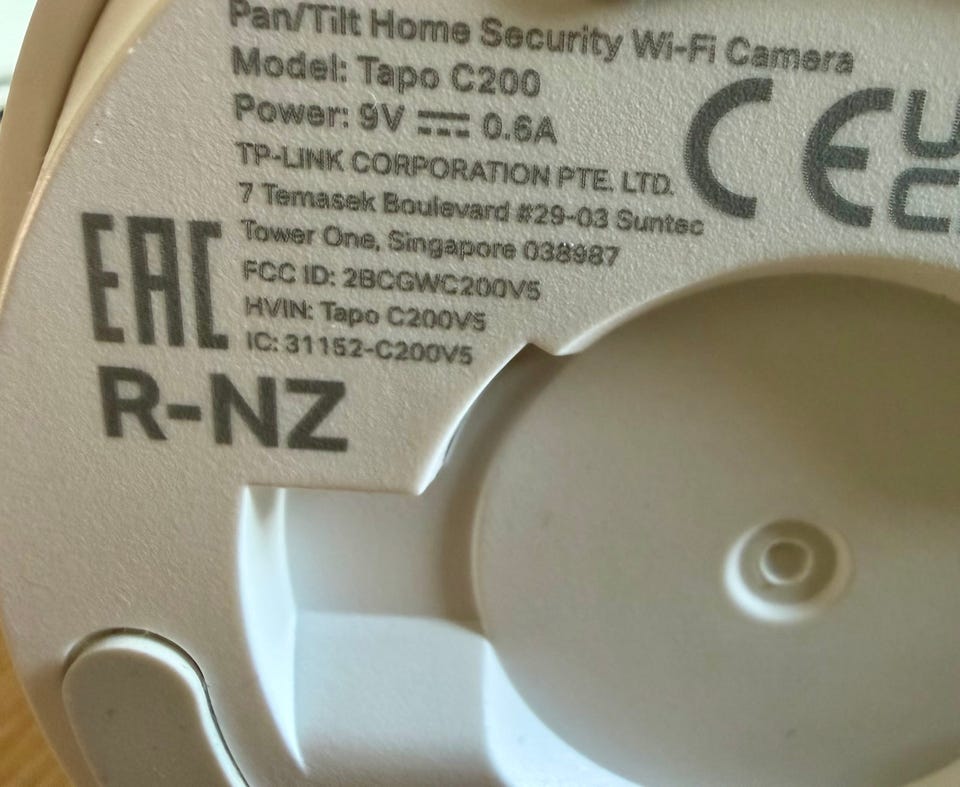 Pan/Tilt Home Security Wi-Fi Camera
Model: Tapo C200
Power: 9V ⎓ 0.6A
TP-LINK CORPORATION PTE. LTD.
7 Temasek Boulevard #29-03 Suntec
Tower One, Singapore 038987
FCC ID: 2BCGWC200V5
HVIN: Tapo C200V5
IC: 31152-C200V5
CE
UK
EAC
R-NZ